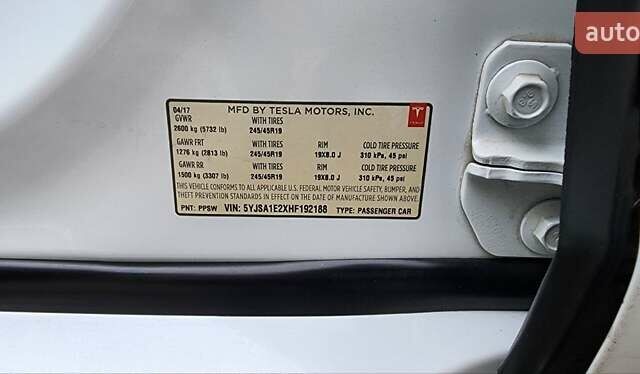 auto
04/17 MFD BY TESLA MOTORS, INC.
GVWR WITH TIRES
2600 kg (5732 lb) 245/45R19
GAWR FRT WITH TIRES RIM COLD TIRE PRESSURE
1276 kg (2813 lb) 245/45R19 19X8.0 J 310 kPa, 45 psi
GAWR RR WITH TIRES RIM COLD TIRE PRESSURE
1500 kg (3307 lb) 245/45R19 19X8.0 J 310 kPa, 45 psi
THIS VEHICLE CONFORMS TO ALL APPLICABLE U.S. FEDERAL MOTOR VEHICLE SAFETY, BUMPER, AND
THEFT PREVENTION STANDARDS IN EFFECT ON THE DATE OF MANUFACTURE SHOWN ABOVE.
PNT: PPSW VIN: 5YJSA1E2XHF192188 TYPE: PASSENGER CAR